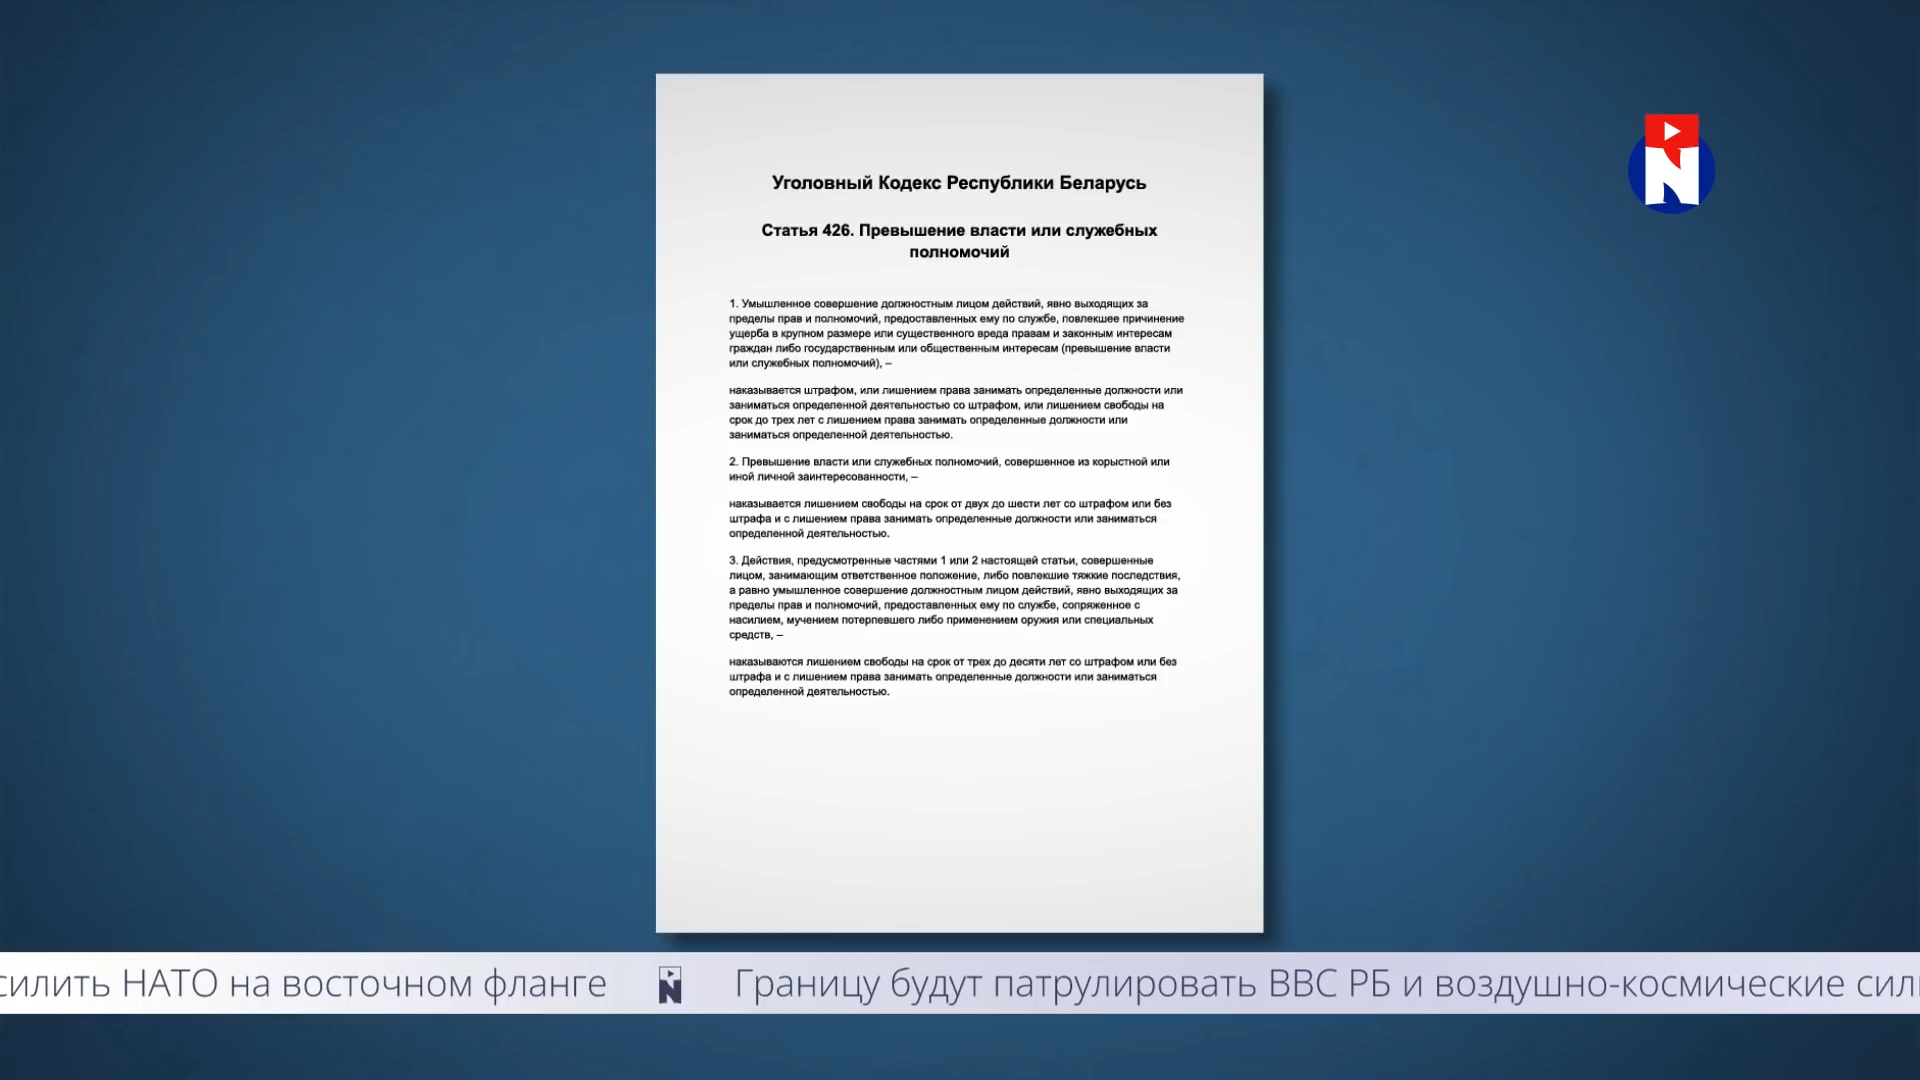 Уголовный Кодекс Республики Беларусь
Статья 426. Превышение власти или служебных
полномочий
1. Умышленное совершение должностным лицом действий, явно выходящих за
пределы прав и полномочий, предоставленных ему по службе, повлекшее причинение
ущерба в крупном размере или существенного вреда правам и законным интересам
граждан либо государственным или общественным интересам (превышение власти
или служебных полномочий), –
наказывается штрафом, или лишением права занимать определенные должности или
заниматься определенной деятельностью со штрафом, или лишением свободы на
срок до трех лет с лишением права занимать определенные должности или
заниматься определенной деятельностью.
2. Превышение власти или служебных полномочий, совершенное из корыстной или
иной личной заинтересованности, –
наказывается лишением свободы на срок от двух до шести лет со штрафом или без
штрафа и с лишением права занимать определенные должности или заниматься
определенной деятельностью.
3. Действия, предусмотренные частями 1 или 2 настоящей статьи, совершенные
лицом, занимающим ответственное положение, либо повлекшие тяжкие последствия,
а равно умышленное совершение должностным лицом действий, явно выходящих за
пределы прав и полномочий, предоставленных ему по службе, сопряженное с
насилием, мучением потерпевшего либо применением оружия или специальных
средств, –
наказываются лишением свободы на срок от трех до десяти лет со штрафом или без
штрафа и с лишением права занимать определенные должности или заниматься
определенной деятельностью.
силить НАТО на восточном фланге N Границу будут патрулировать ВВС РБ и воздушно-космические сил
N